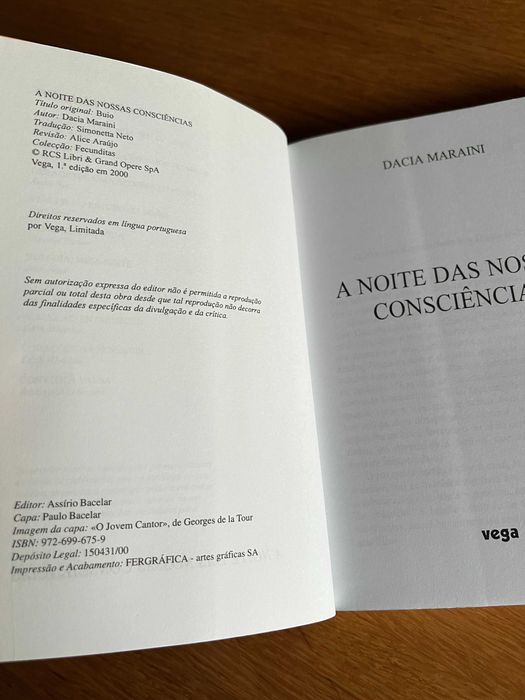 A NOITE DAS NOSSAS CONSCIÊNCIAS
Título original: Buio
Autor: Dacia Maraini
Tradução: Simonetta Neto
Revisão: Alice Araújo
Colecção: Fecunditas
© RCS Libri & Grand Opere SpA
Vega, 1.ª edição em 2000
Direitos reservados em língua portuguesa
por Vega, Limitada
Sem autorização expressa do editor não é permitida a reprodução
parcial ou total desta obra desde que tal reprodução não decorra
das finalidades específicas da divulgação e da crítica.
Editor: Assírio Bacelar
Capa: Paulo Bacelar
Imagem da capa: «O Jovem Cantor», de Georges de la Tour
ISBN: 972-699-675-9
Depósito Legal: 150431/00
Impressão e Acabamento: FERGRÁFICA - artes gráficas SA
DACIA MARAINI
A NOITE DAS NOS
CONSCIÊNCIA
vega